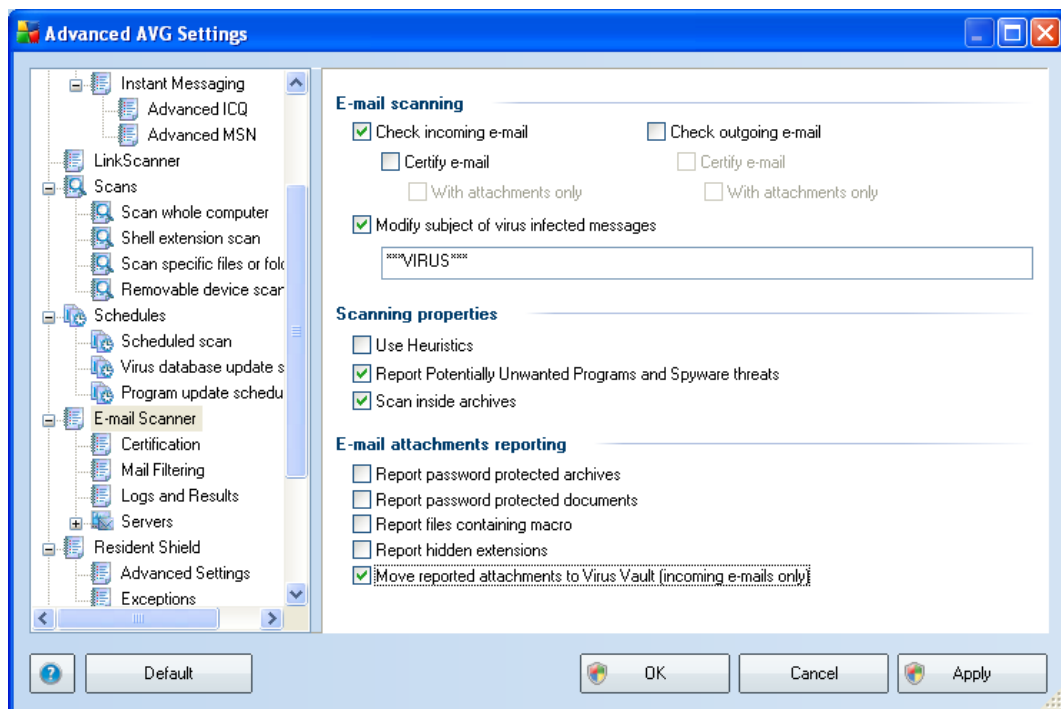 Advanced AVG Settings
Instant Messaging
Advanced ICQ
Advanced MSN
LinkScanner
Scans
Scan whole computer
Shell extension scan
Scan specific files or fold
Removable device scan
Schedules
Scheduled scan
Virus database update s
Program update schedu
E-mail Scanner
Certification
Mail Filtering
Logs and Results
Servers
Resident Shield
Advanced Settings
Exceptions
E-mail scanning
Check incoming e-mail
Check outgoing e-mail
Certify e-mail
Certify e-mail
With attachments only
With attachments only
Modify subject of virus infected messages
***VIRUS***
Scanning properties
Use Heuristics
Report Potentially Unwanted Programs and Spyware threats
Scan inside archives
E-mail attachments reporting
Report password protected archives
Report password protected documents
Report files containing macro
Report hidden extensions
Move reported attachments to Virus Vault (incoming e-mails only)
?
Default
OK
Cancel
Apply